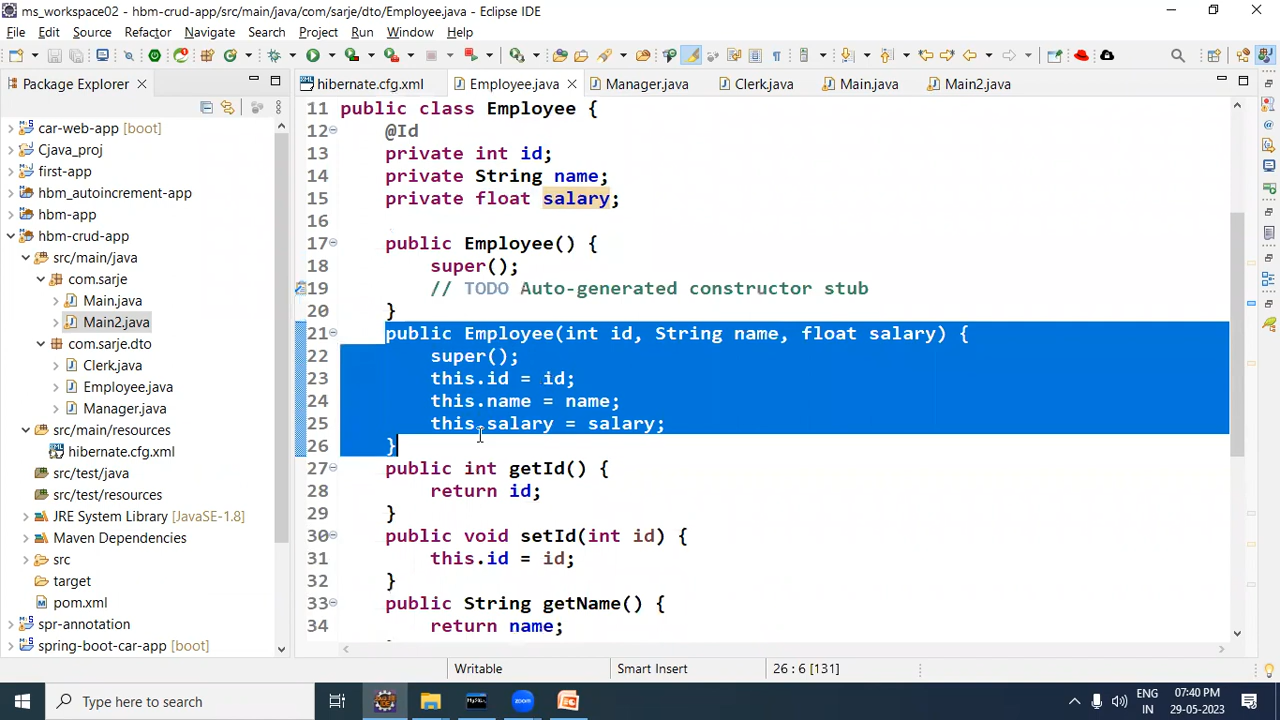 ms_workspace02 - hbm-crud-app/src/main/java/com/sarje/dto/Employee.java - Eclipse IDE
File Edit Source Refactor Navigate Search Project Run Window Help
Package Explorer
hibernate.cfg.xml Employee.java Manager.java Clerk.java Main.java Main2.java
car-web-app [boot]
Cjava_proj
first-app
hbm_autoincrement-app
hbm-app
hbm-crud-app
src/main/java
com.sarje
Main.java
Main2.java
com.sarje.dto
Clerk.java
Employee.java
Manager.java
src/main/resources
hibernate.cfg.xml
src/test/java
src/test/resources
JRE System Library [JavaSE-1.8]
Maven Dependencies
src
target
pom.xml
spr-annotation
spring-boot-car-app [boot]
11 public class Employee {
12 @Id
13 private int id;
14 private String name;
15 private float salary;
16
17 public Employee() {
18 super();
19 // TODO Auto-generated constructor stub
20 }
21 public Employee(int id, String name, float salary) {
22 super();
23 this.id = id;
24 this.name = name;
25 this.salary = salary;
26 }
27 public int getId() {
28 return id;
29 }
30 public void setId(int id) {
31 this.id = id;
32 }
33 public String getName() {
34 return name;
Writable Smart Insert 26 : 6 [131]
Type here to search
ENG
IN
07:40 PM
29-05-2023